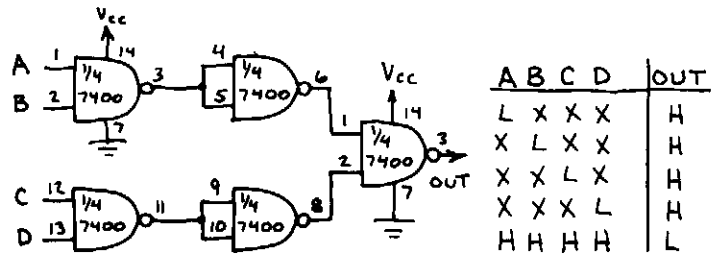 Vcc
14
A 1
1/4
7400
3
B 2
7
4
1/4
7400
5
6
Vcc
14
1
1/4
7400
2
3
OUT
7
C 12
1/4
7400
11
D 13
9
1/4
7400
10
8
A B C D OUT
L X X X H
X L X X H
X X L X H
X X X L H
H H H H L